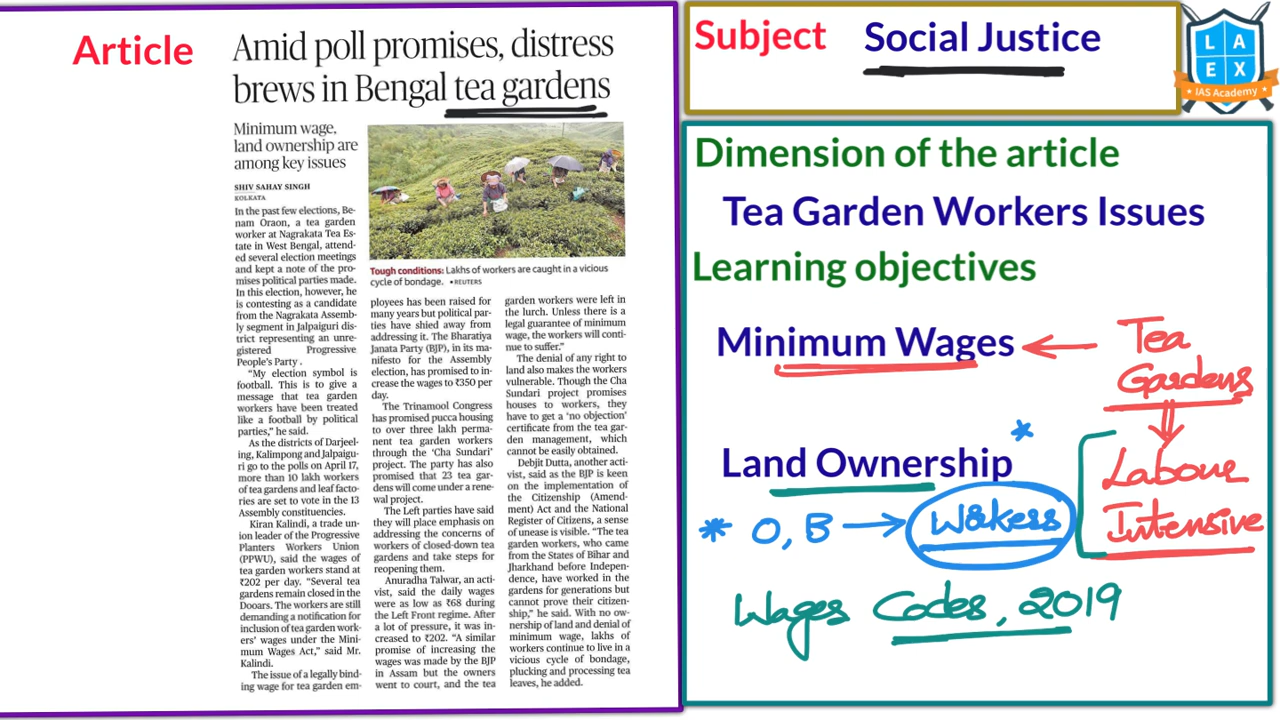 Article
Amid poll promises, distress
brews in Bengal tea gardens
Minimum wage,
land ownership are
among key issues
SHIV SAHAY SINGH
KOLKATA
In the past few elections, Be-
nam Oraon, a tea garden
worker at Nagrakata Tea Es-
tate in West Bengal, attend-
ed several election meetings
and kept a note of the pro-
mises political parties made.
In this election, however, he
is contesting as a candidate
from the Nagrakata Assemb-
ly segment in Jalpaiguri dis-
trict representing an unre-
gistered Progressive
People's Party .
"My election symbol is
football. This is to give a
message that tea garden
workers have been treated
like a football by political
parties," he said.
As the districts of Darjeel-
ing, Kalimpong and Jalpaigu-
ri go to the polls on April 17,
more than 10 lakh workers
of tea gardens and leaf facto-
ries are set to vote in the 13
Assembly constituencies.
Kiran Kalindi, a trade un-
ion leader of the Progressive
Planters Workers Union
(PPWU), said the wages of
tea garden workers stand at
₹202 per day. "Several tea
gardens remain closed in the
Dooars. The workers are still
demanding a notification for
inclusion of tea garden work-
ers' wages under the Mini-
mum Wages Act," said Mr.
Kalindi.
The issue of a legally bind-
ing wage for tea garden em-
Tough conditions: Lakhs of workers are caught in a vicious
cycle of bondage. • REUTERS
ployees has been raised for
many years but political par-
ties have shied away from
addressing it. The Bharatiya
Janata Party (BJP), in its ma-
nifesto for the Assembly
election, has promised to in-
crease the wages to ₹350 per
day.
The Trinamool Congress
has promised pucca housing
to over three lakh perma-
nent tea garden workers
through the 'Cha Sundari'
project. The party has also
promised that 23 tea gar-
dens will come under a rene-
wal project.
The Left parties have said
they will place emphasis on
addressing the concerns of
workers of closed-down tea
gardens and take steps for
reopening them.
Anuradha Talwar, an acti-
vist, said the daily wages
were as low as ₹68 during
the Left Front regime. After
a lot of pressure, it was in-
creased to ₹202. "A similar
promise of increasing the
wages was made by the BJP
in Assam but the owners
went to court, and the tea
garden workers were left in
the lurch. Unless there is a
legal guarantee of minimum
wage, the workers will conti-
nue to suffer."
The denial of any right to
land also makes the workers
vulnerable. Though the Cha
Sundari project promises
houses to workers, they
have to get a 'no objection'
certificate from the tea gar-
den management, which
cannot be easily obtained.
Debjit Dutta, another acti-
vist, said as the BJP is keen
on the implementation of
the Citizenship (Amend-
ment) Act and the National
Register of Citizens, a sense
of unease is visible. "The tea
garden workers, who came
from the States of Bihar and
Jharkhand before Indepen-
dence, have worked in the
gardens for generations but
cannot prove their citizen-
ship," he said. With no ow-
nership of land and denial of
minimum wage, lakhs of
workers continue to live in a
vicious cycle of bondage,
plucking and processing tea
leaves, he added.
Subject Social Justice
L A
E X
IAS Academy
Dimension of the article
Tea Garden Workers Issues
Learning objectives
Minimum Wages
Tea
Gardens
Land Ownership *
Labour
Intensive
* O, B → Workers
Wages Codes, 2019